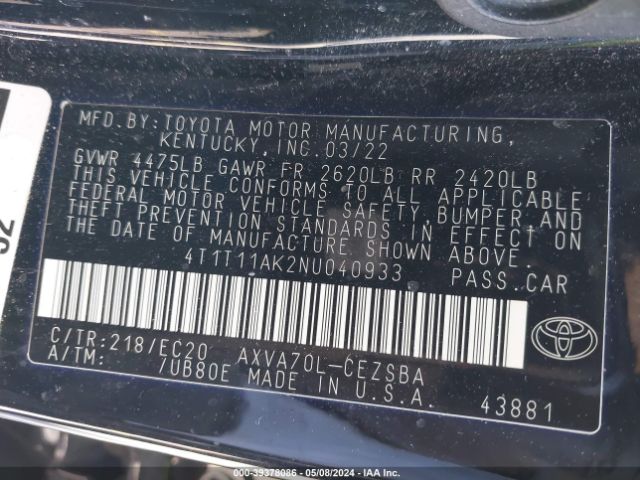 MFD.BY:TOYOTA MOTOR MANUFACTURING,
KENTUCKY, INC.03/22
GVWR 4475LB GAWR FR 2620LB RR 2420LB
THIS VEHICLE CONFORMS TO ALL APPLICABLE
FEDERAL MOTOR VEHICLE SAFETY,BUMPER,AND
THEFT PREVENTION STANDARDS IN EFFECT ON
THE DATE OF MANUFACTURE SHOWN ABOVE.
4T1T11AK2NU040933 PASS.CAR
C/TR:218/EC20 AXVA70L-CEZSBA
A/TM: /UB80E MADE IN U.S.A.
43881
000-39378086 - 05/08/2024 - IAA Inc.